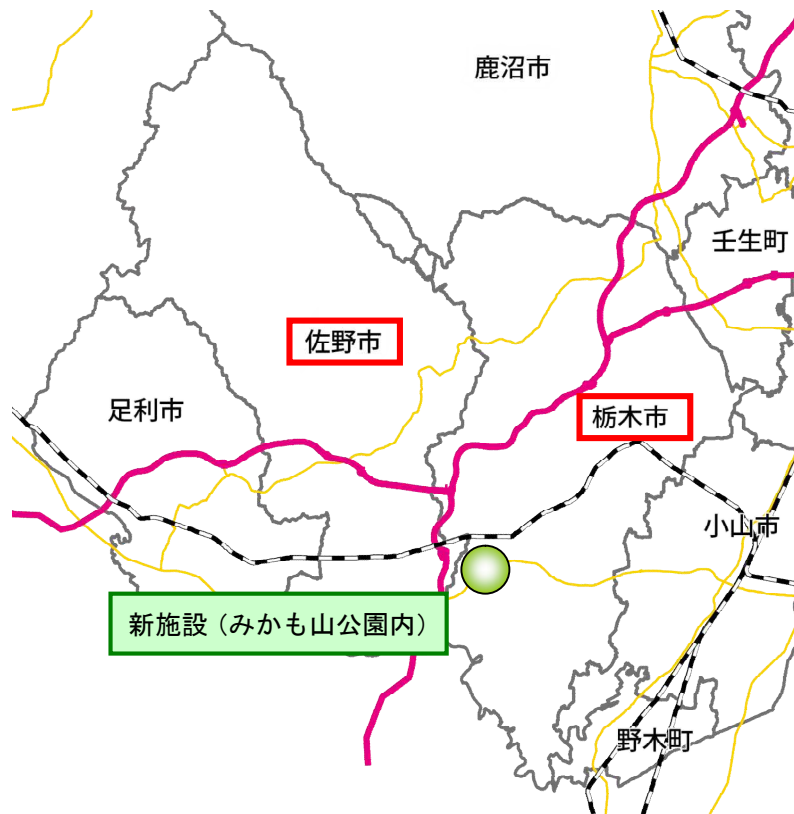 鹿沼市
壬生町
佐野市
足利市
栃木市
小山市
新施設（みかも山公園内）
野木町